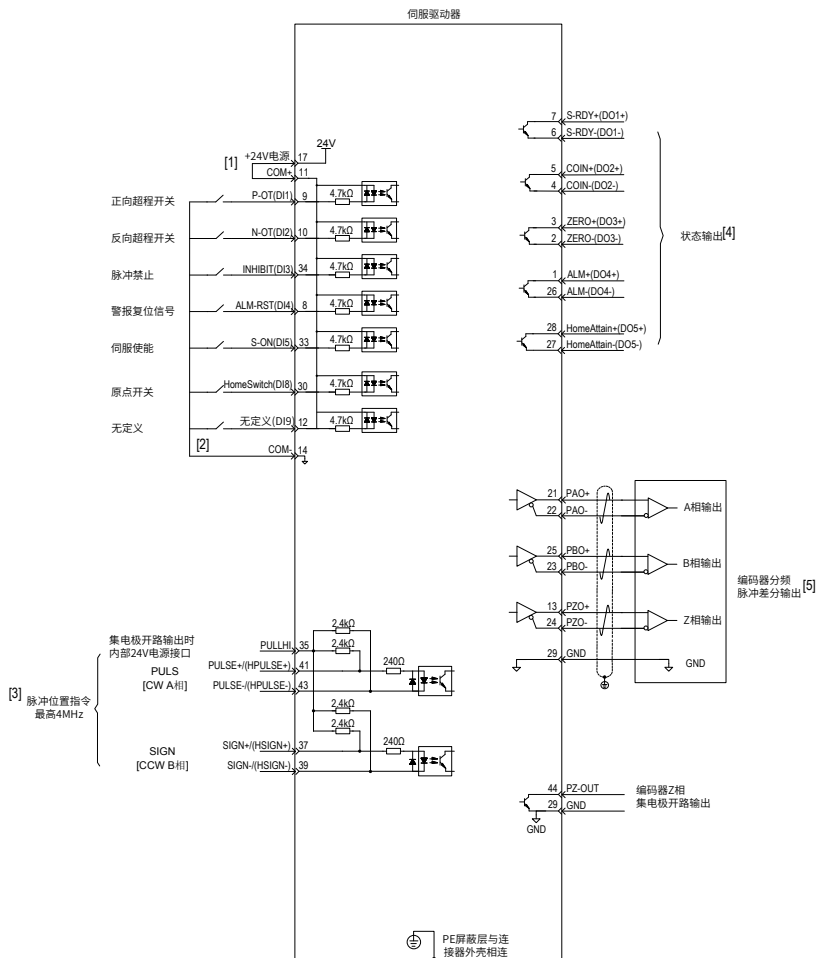 伺服驱动器
7 S-RDY+(DO1+)
6 S-RDY-(DO1-)
5 COIN+(DO2+)
4 COIN-(DO2-)
3 ZERO+(DO3+)
2 ZERO-(DO3-)
1 ALM+(DO4+)
26 ALM-(DO4-)
28 HomeAttain+(DO5+)
27 HomeAttain-(DO5-)
状态输出[4]
24V
[1] +24V电源 17
COM+ 11
正向超程开关 P-OT(DI1) 9 4.7kΩ
反向超程开关 N-OT(DI2) 10 4.7kΩ
脉冲禁止 INHIBIT(DI3) 34 4.7kΩ
警报复位信号 ALM-RST(DI4) 8 4.7kΩ
伺服使能 S-ON(DI5) 33 4.7kΩ
原点开关 HomeSwitch(DI8) 30 4.7kΩ
无定义 无定义(DI9) 12 4.7kΩ
[2] COM- 14
21 PAO+
22 PAO-
A相输出
25 PBO+
23 PBO-
B相输出
13 PZO+
24 PZO-
Z相输出
29 GND
GND
编码器分频
脉冲差分输出[5]
集电极开路输出时
内部24V电源接口
2.4kΩ
PULLHI 35 2.4kΩ
PULS
[CW A相]
PULSE+/(HPULSE+) 41 240Ω
PULSE-/(HPULSE-) 43
[3] 脉冲位置指令
最高4MHz
2.4kΩ
2.4kΩ
SIGN
[CCW B相]
SIGN+/(HSIGN+) 37 240Ω
SIGN-/(HSIGN-) 39
44 PZ-OUT
29 GND
GND
编码器Z相
集电极开路输出
PE屏蔽层与连
接器外壳相连